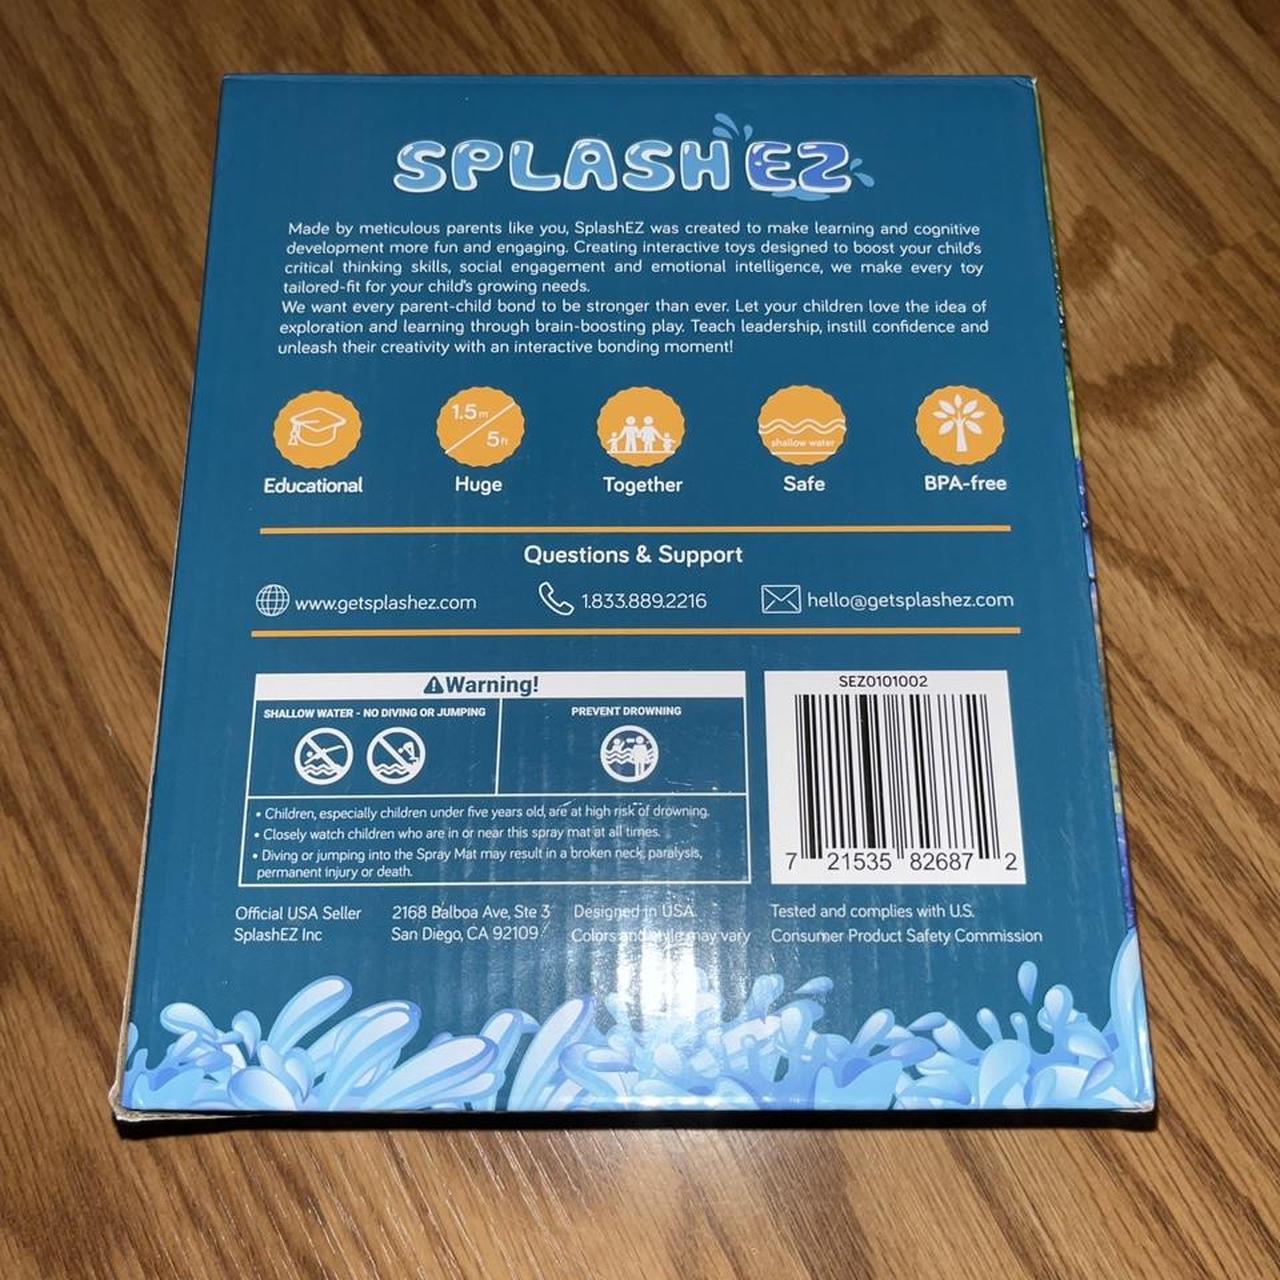 SPLASHEZ
Made by meticulous parents like you, SplashEZ was created to make learning and cognitive
development more fun and engaging. Creating interactive toys designed to boost your child's
critical thinking skills, social engagement and emotional intelligence, we make every toy
tailored-fit for your child's growing needs.
We want every parent-child bond to be stronger than ever. Let your children love the idea of
exploration and learning through brain-boosting play. Teach leadership, instill confidence and
unleash their creativity with an interactive bonding moment!
1.5m
5ft
shallow water
Educational
Huge
Together
Safe
BPA-free
Questions & Support
www.getsplashez.com
1.833.889.2216
hello@getsplashez.com
Warning!
SHALLOW WATER - NO DIVING OR JUMPING
PREVENT DROWNING
• Children, especially children under five years old, are at high risk of drowning.
• Closely watch children who are in or near this spray mat at all times.
• Diving or jumping into the Spray Mat may result in a broken neck, paralysis,
permanent injury or death.
SEZ0101002
7 21535 82687 2
Official USA Seller
SplashEZ Inc
2168 Balboa Ave, Ste 3
San Diego, CA 92109
Designed in USA.
Colors and style may vary
Tested and complies with U.S.
Consumer Product Safety Commission